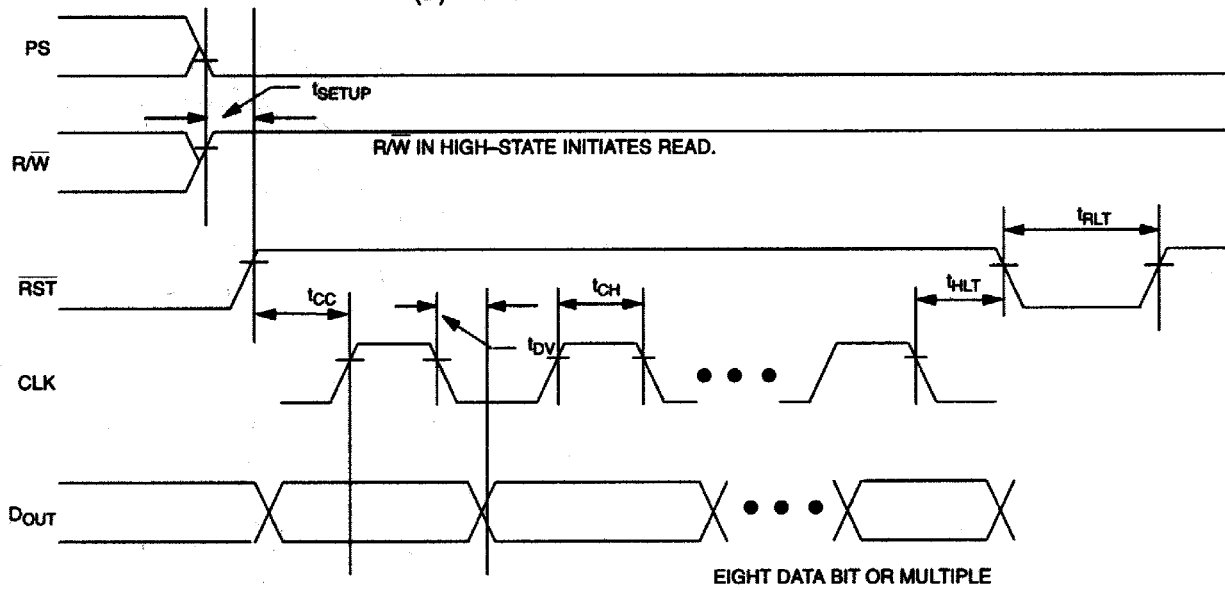 PS
tSETUP
R/W̅ IN HIGH–STATE INITIATES READ.
R/W̅
tRLT
R̅S̅T̅
tCC
tCH
tHLT
tDV
CLK
DOUT
EIGHT DATA BIT OR MULTIPLE